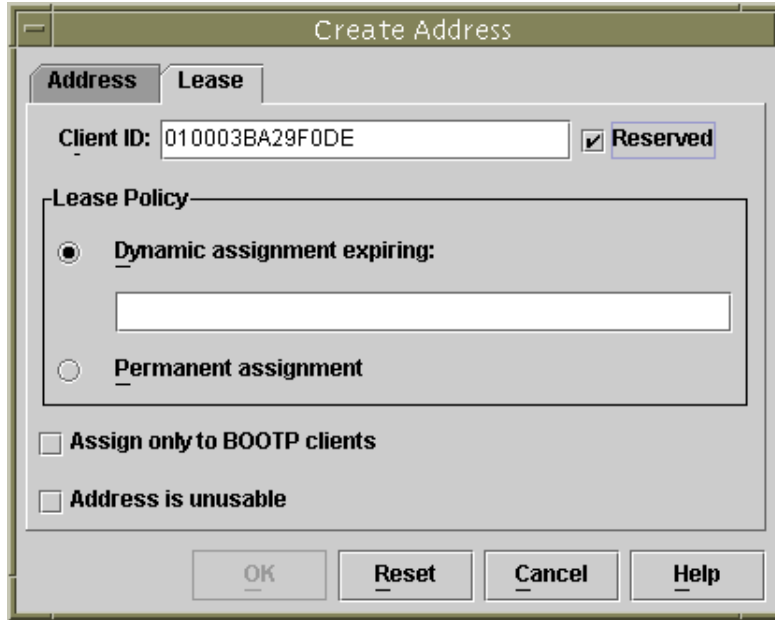 Create Address
Address Lease
Client ID: 010003BA29F0DE Reserved
Lease Policy
Dynamic assignment expiring:
Permanent assignment
Assign only to BOOTP clients
Address is unusable
OK Reset Cancel Help